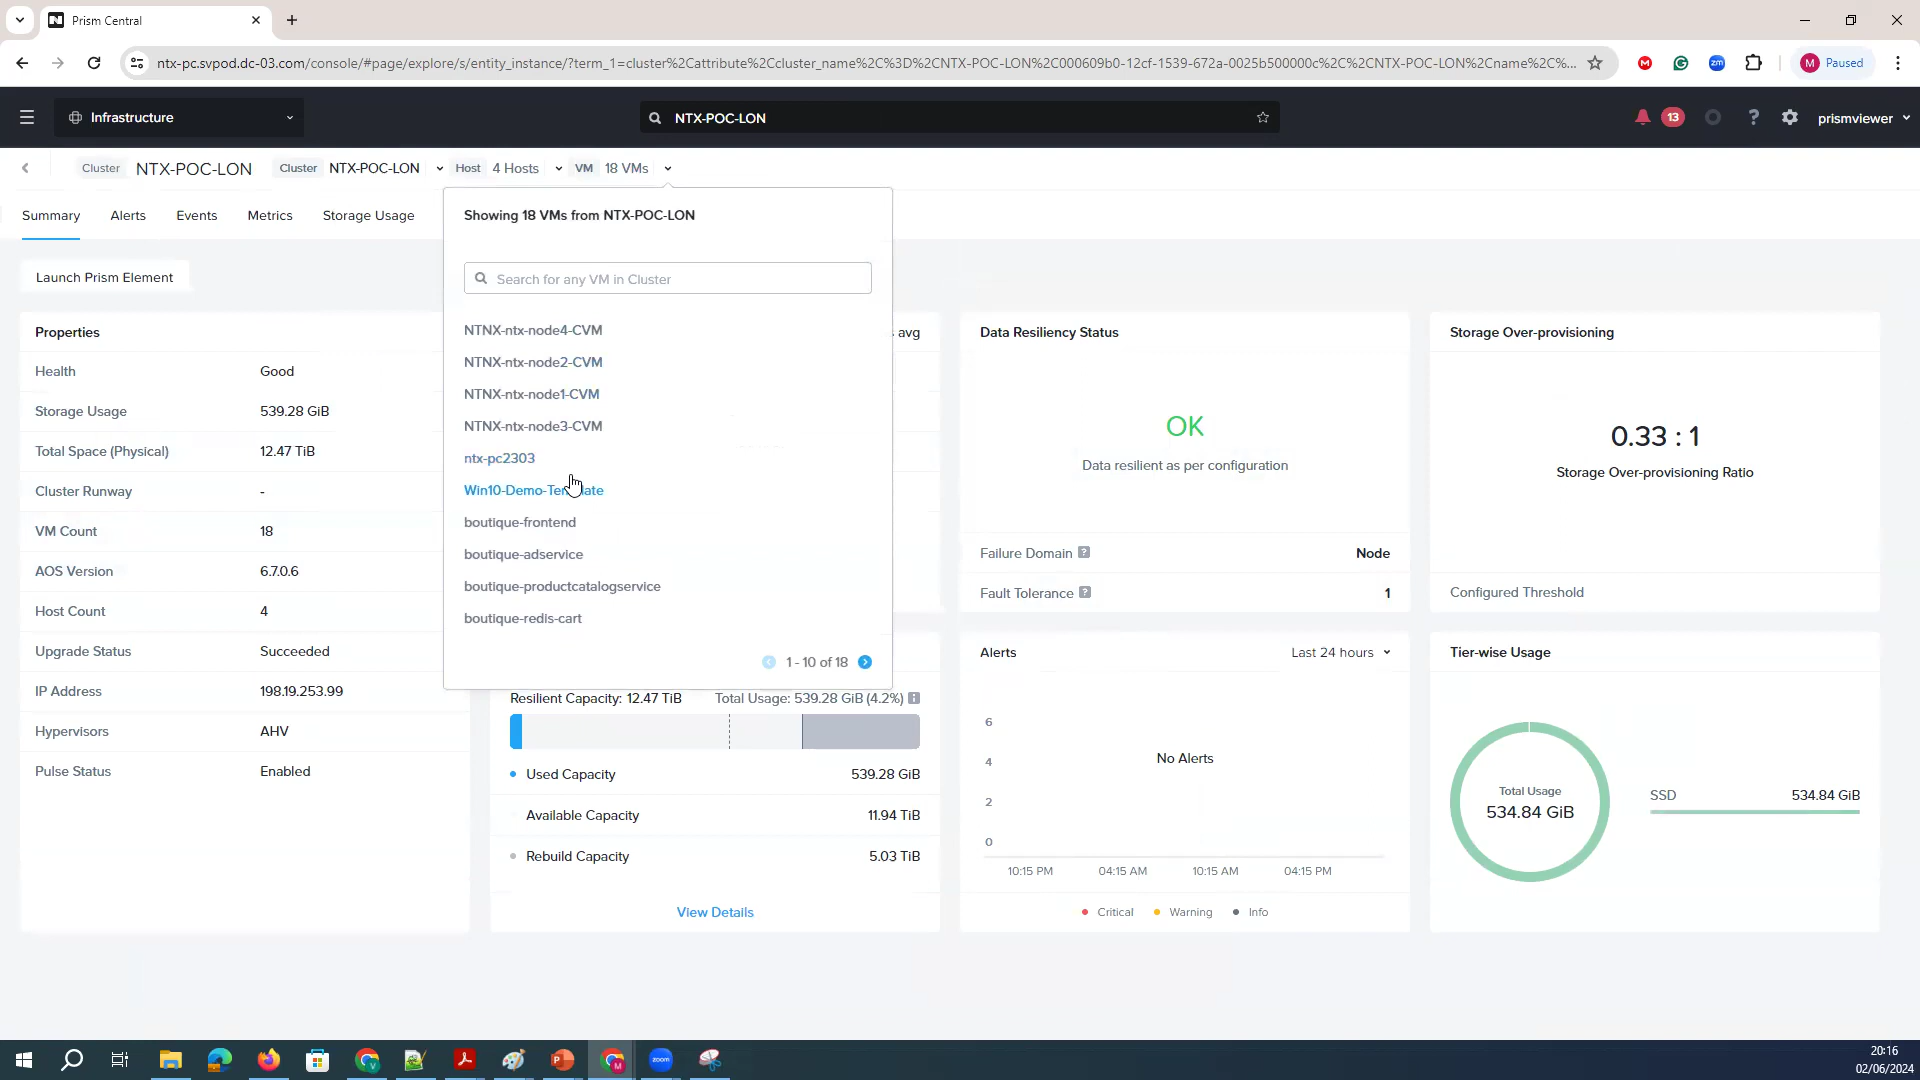 Prism Central
ntx-pc.svpod.dc-03.com/console/#page/explore/s/entity_instance/?term_1=cluster%2Cattribute%2Ccluster_name%2C%3D%2CNTX-POC-LON%2C000609b0-12cf-1539-672a-0025b500000c%2C%2CNTX-POC-LON%2Cname%2C%...
M Paused
Infrastructure
NTX-POC-LON
13
?
prismviewer
Cluster NTX-POC-LON Cluster NTX-POC-LON Host 4 Hosts VM 18 VMs
Summary Alerts Events Metrics Storage Usage
Launch Prism Element
Showing 18 VMs from NTX-POC-LON
Search for any VM in Cluster
NTNX-ntx-node4-CVM
NTNX-ntx-node2-CVM
NTNX-ntx-node1-CVM
NTNX-ntx-node3-CVM
ntx-pc2303
Win10-Demo-Template
boutique-frontend
boutique-adservice
boutique-productcatalogservice
boutique-redis-cart
1 - 10 of 18
Properties
Health Good
Storage Usage 539.28 GiB
Total Space (Physical) 12.47 TiB
Cluster Runway -
VM Count 18
AOS Version 6.7.0.6
Host Count 4
Upgrade Status Succeeded
IP Address 198.19.253.99
Hypervisors AHV
Pulse Status Enabled
avg
Resilient Capacity: 12.47 TiB Total Usage: 539.28 GiB (4.2%)
Used Capacity 539.28 GiB
Available Capacity 11.94 TiB
Rebuild Capacity 5.03 TiB
View Details
Data Resiliency Status
OK
Data resilient as per configuration
Failure Domain ? Node
Fault Tolerance ? 1
Storage Over-provisioning
0.33 : 1
Storage Over-provisioning Ratio
Configured Threshold
Alerts Last 24 hours
6
4
2
0
No Alerts
10:15 PM 04:15 AM 10:15 AM 04:15 PM
Critical Warning Info
Tier-wise Usage
Total Usage
534.84 GiB
SSD 534.84 GiB
zoom
20:16
02/06/2024